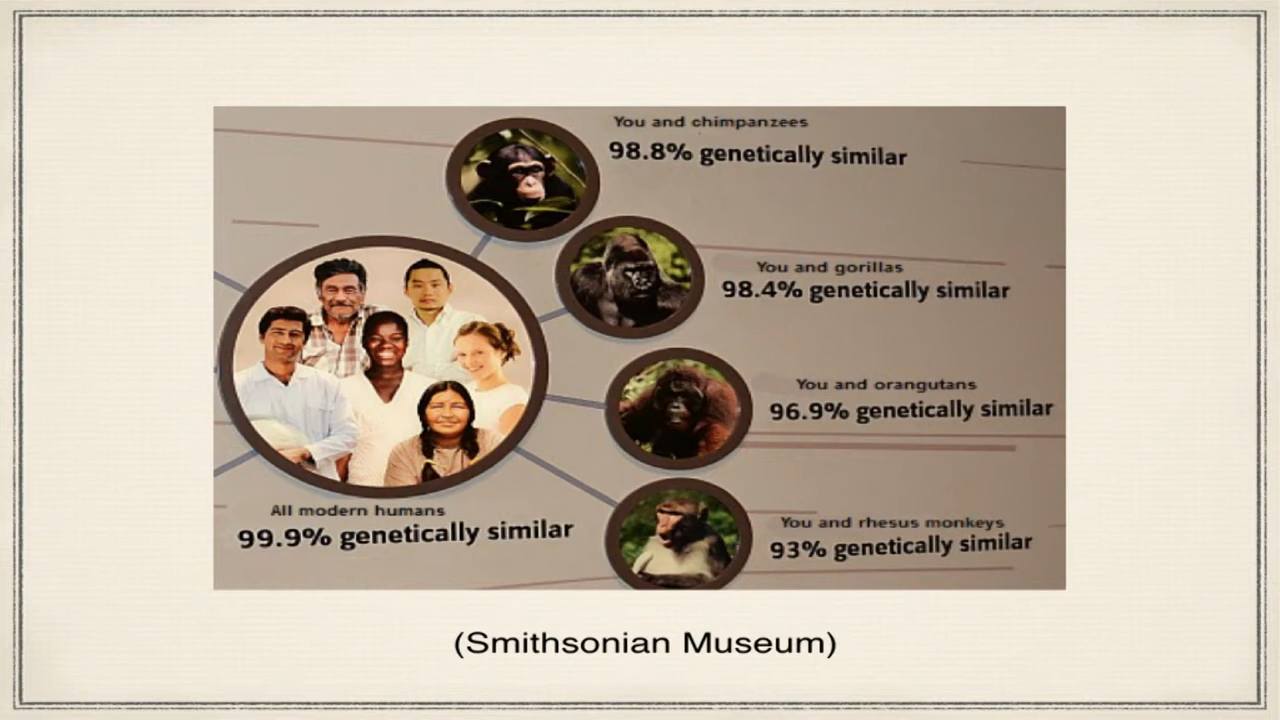 You and chimpanzees
98.8% genetically similar
You and gorillas
98.4% genetically similar
You and orangutans
96.9% genetically similar
All modern humans
99.9% genetically similar
You and rhesus monkeys
93% genetically similar
(Smithsonian Museum)